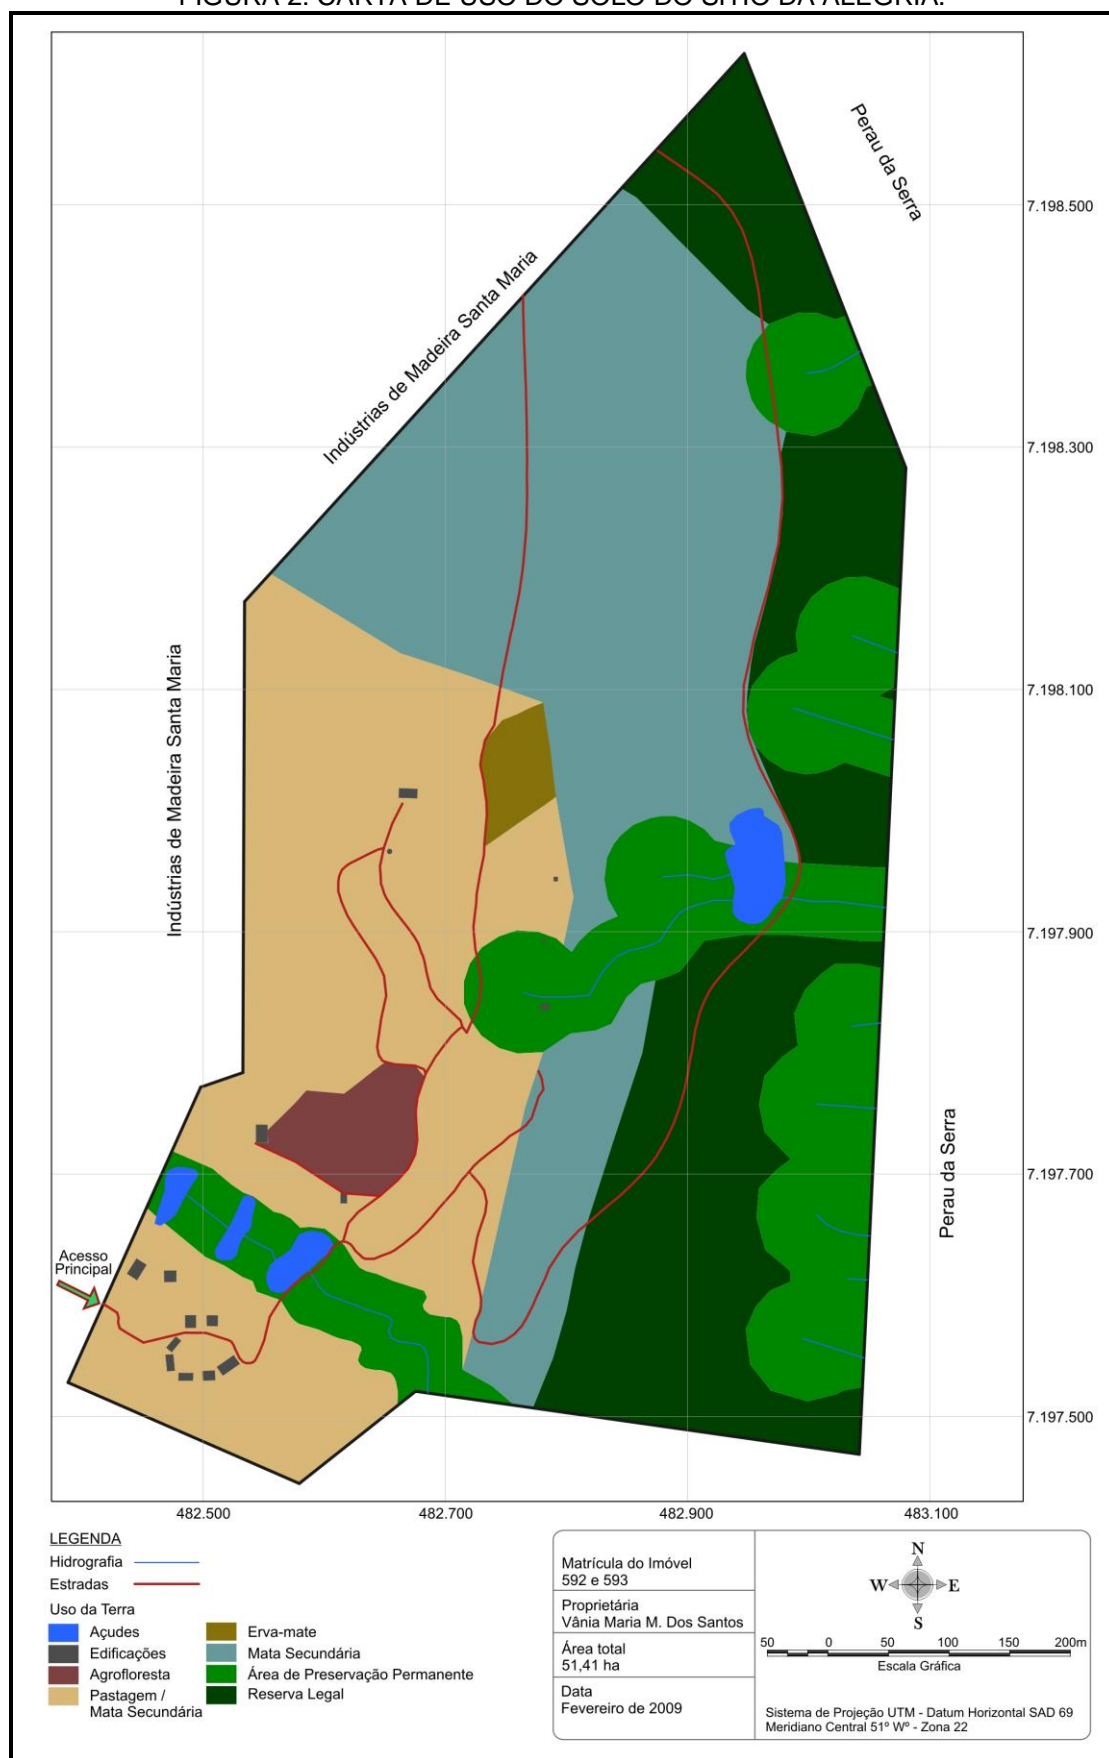 FIGURA 2: CARTA DE USO DO SOLO DO SÍTIO DA ALEGRIA.
Perau da Serra
7.198.500
Indústrias de Madeira Santa Maria
7.198.300
Indústrias de Madeira Santa Maria
7.198.100
7.197.900
Perau da Serra
7.197.700
Acesso
Principal
7.197.500
482.500
482.700
482.900
483.100
LEGENDA
Hidrografia
Estradas
Uso da Terra
Açudes
Edificações
Agrofloresta
Pastagem /
Mata Secundária
Erva-mate
Mata Secundária
Área de Preservação Permanente
Reserva Legal
Matrícula do Imóvel
592 e 593
Proprietária
Vânia Maria M. Dos Santos
Área total
51,41 ha
Data
Fevereiro de 2009
N
W
E
S
50 0 50 100 150 200m
Escala Gráfica
Sistema de Projeção UTM - Datum Horizontal SAD 69
Meridiano Central 51º Wº - Zona 22